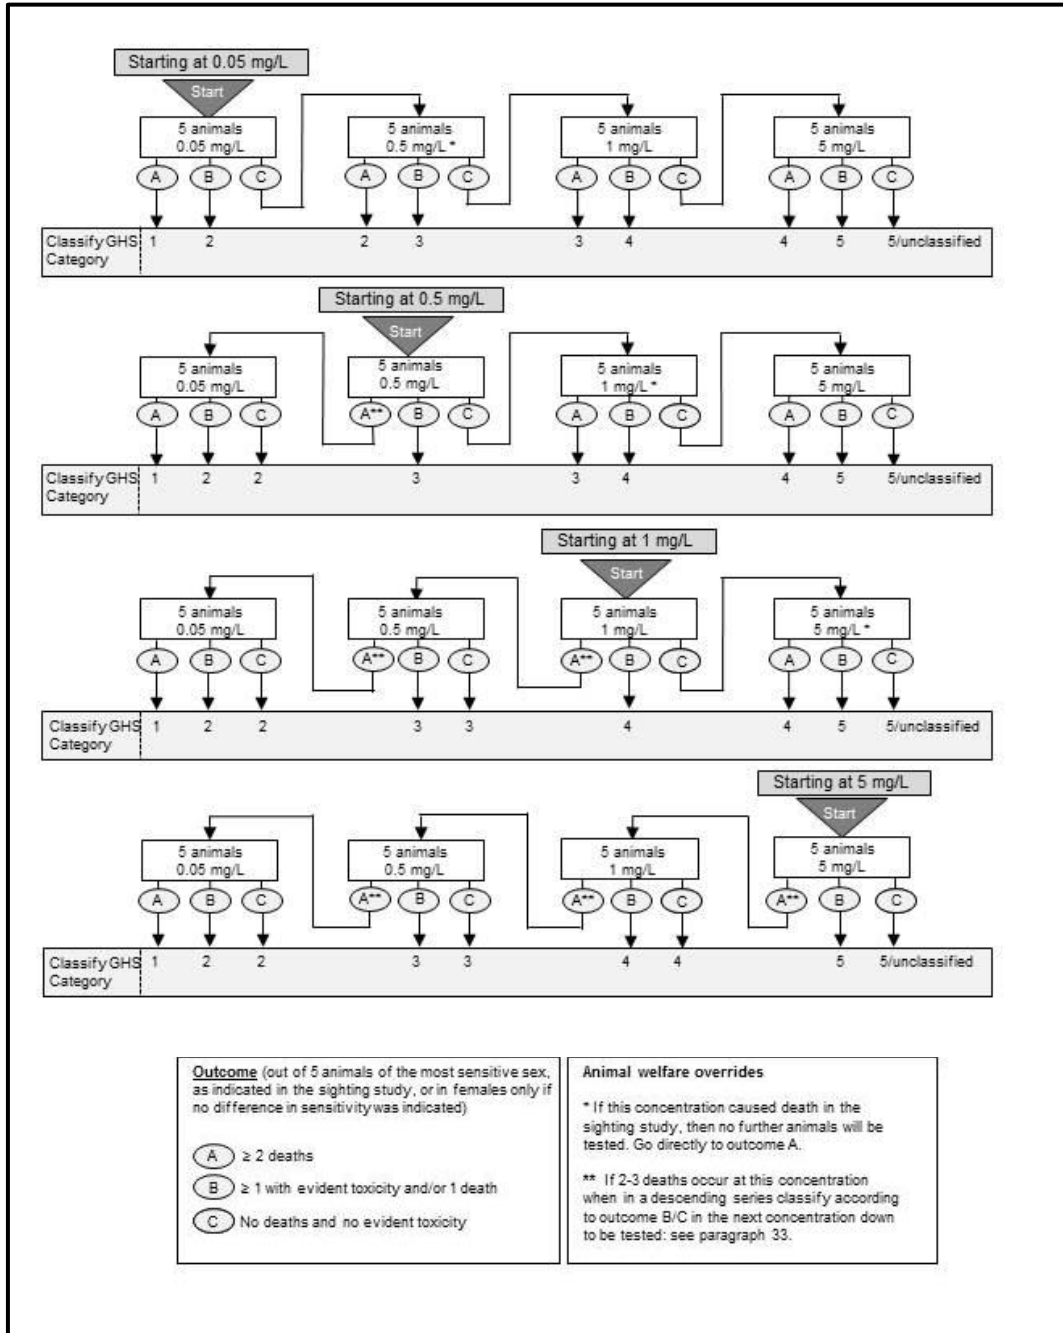 Starting at 0.05 mg/L
Start
5 animals
0.05 mg/L
5 animals
0.5 mg/L *
5 animals
1 mg/L
5 animals
5 mg/L
A B C A B C A B C A B C
Classify GHS
Category
1 2 2 3 3 4 4 5 5/unclassified
Starting at 0.5 mg/L
Start
5 animals
0.05 mg/L
5 animals
0.5 mg/L
5 animals
1 mg/L *
5 animals
5 mg/L
A B C A** B C A B C A B C
Classify GHS
Category
1 2 2 3 3 4 4 5 5/unclassified
Starting at 1 mg/L
Start
5 animals
0.05 mg/L
5 animals
0.5 mg/L
5 animals
1 mg/L
5 animals
5 mg/L *
A B C A** B C A** B C A B C
Classify GHS
Category
1 2 2 3 3 4 4 5 5/unclassified
Starting at 5 mg/L
Start
5 animals
0.05 mg/L
5 animals
0.5 mg/L
5 animals
1 mg/L
5 animals
5 mg/L
A B C A** B C A** B C A** B C
Classify GHS
Category
1 2 2 3 3 4 4 5 5/unclassified
Outcome (out of 5 animals of the most sensitive sex,
as indicated in the sighting study, or in females only if
no difference in sensitivity was indicated)
A ≥ 2 deaths
B ≥ 1 with evident toxicity and/or 1 death
C No deaths and no evident toxicity
Animal welfare overrides
* If this concentration caused death in the
sighting study, then no further animals will be
tested. Go directly to outcome A.
** If 2-3 deaths occur at this concentration
when in a descending series classify according
to outcome B/C in the next concentration down
to be tested: see paragraph 33.